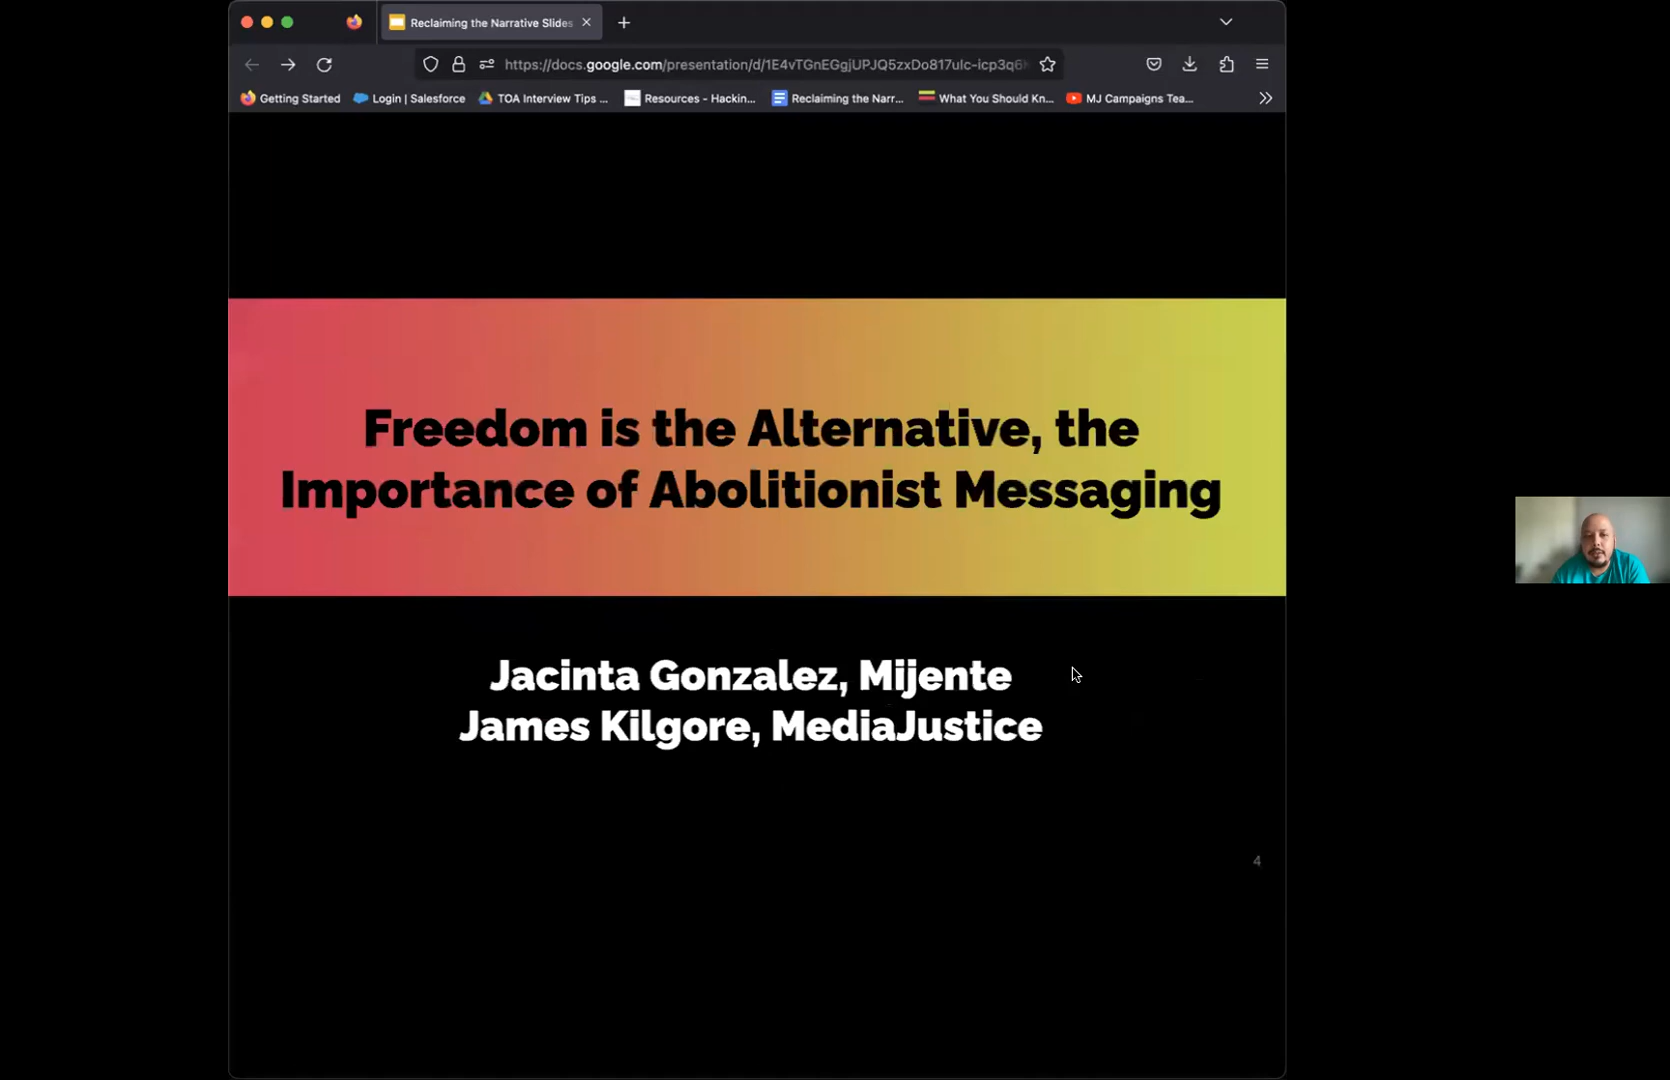 Reclaiming the Narrative Slides
https://docs.google.com/presentation/d/1E4vTGnEGgjUPJQ5zxDo817ulc-icp3q6
Getting Started
Login | Salesforce
TOA Interview Tips ...
Resources - Hackin...
Reclaiming the Narr...
What You Should Kn...
MJ Campaigns Tea...
Freedom is the Alternative, the
Importance of Abolitionist Messaging
Jacinta Gonzalez, Mijente
James Kilgore, MediaJustice
4